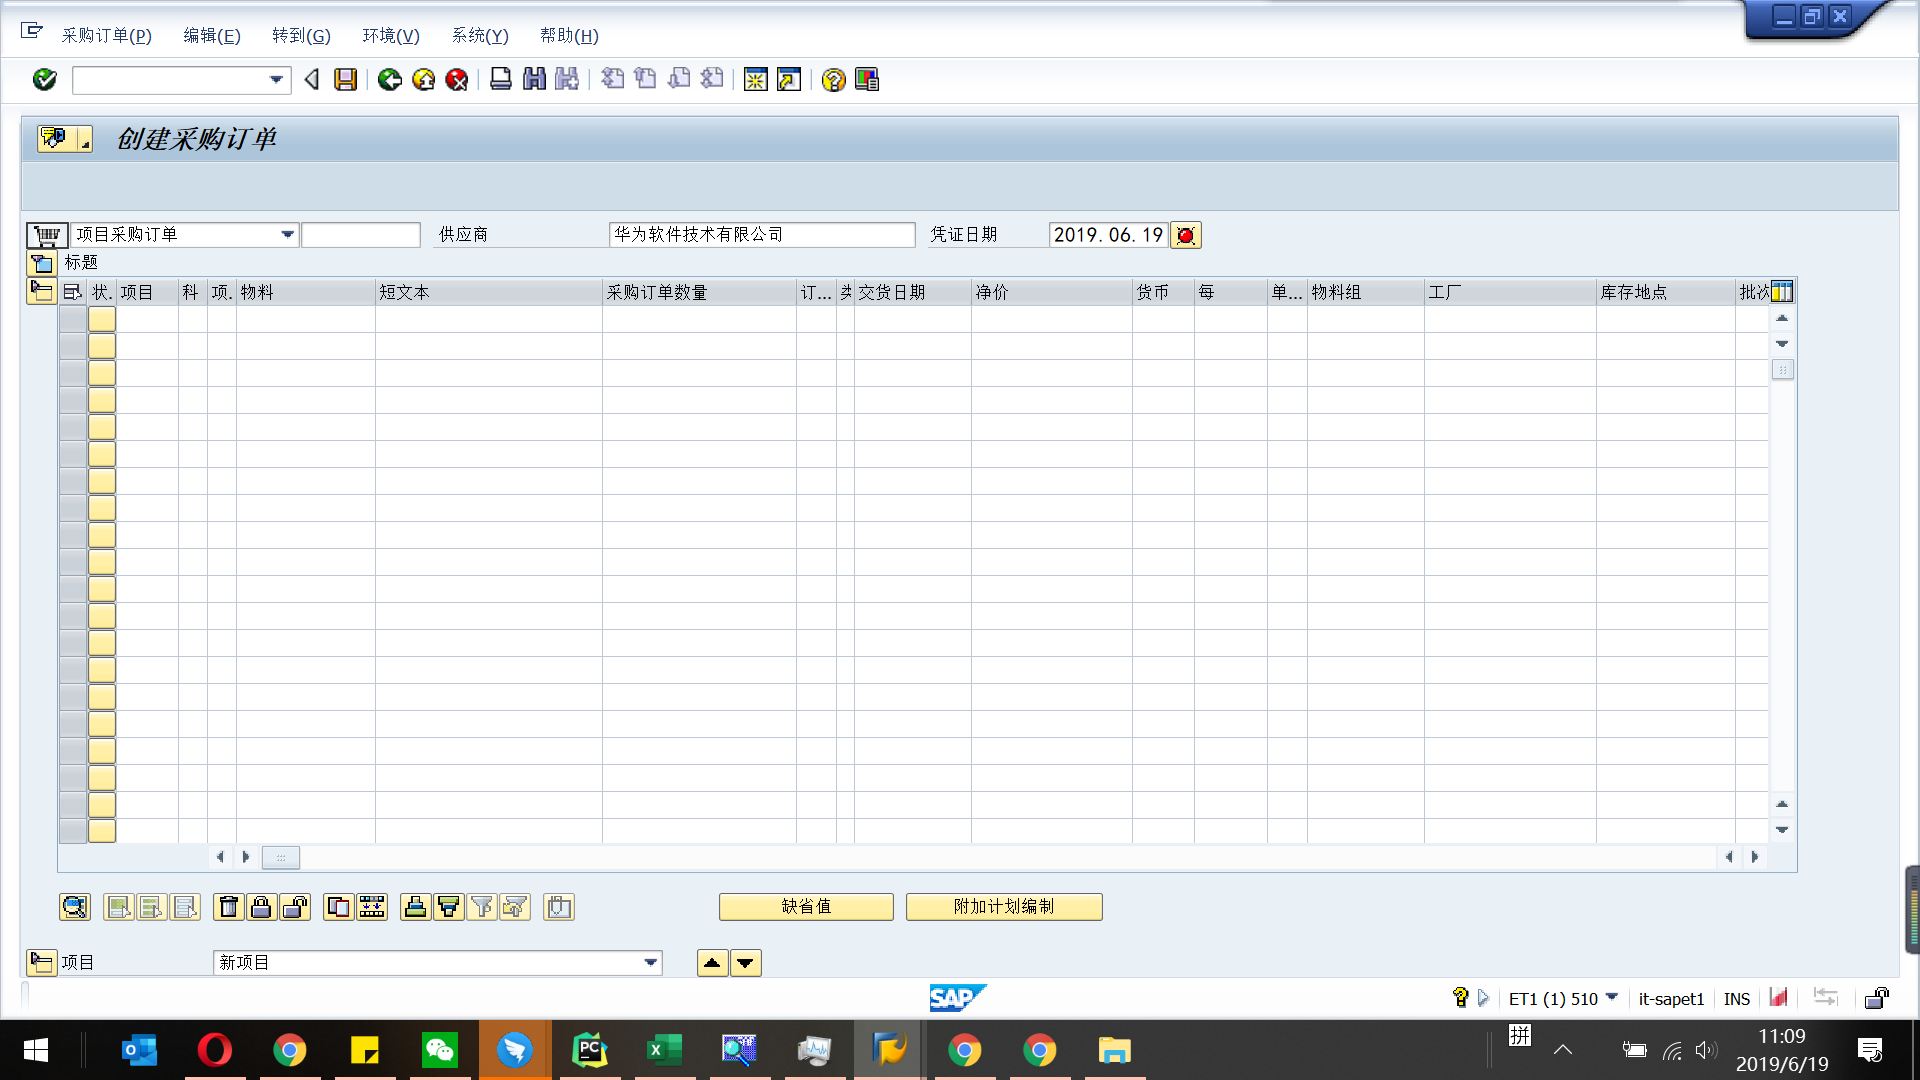 采购订单(P) 编辑(E) 转到(G) 环境(V) 系统(Y) 帮助(H)
创建采购订单
项目采购订单 供应商 华为软件技术有限公司 凭证日期 2019.06.19
标题
状. 项目 科 项. 物料 短文本 采购订单数量 订... 类 交货日期 净价 货币 每 单... 物料组 工厂 库存地点 批次
缺省值 附加计划编制
项目 新项目
SAP ET1 (1) 510 it-sapet1 INS
拼
11:09
2019/6/19